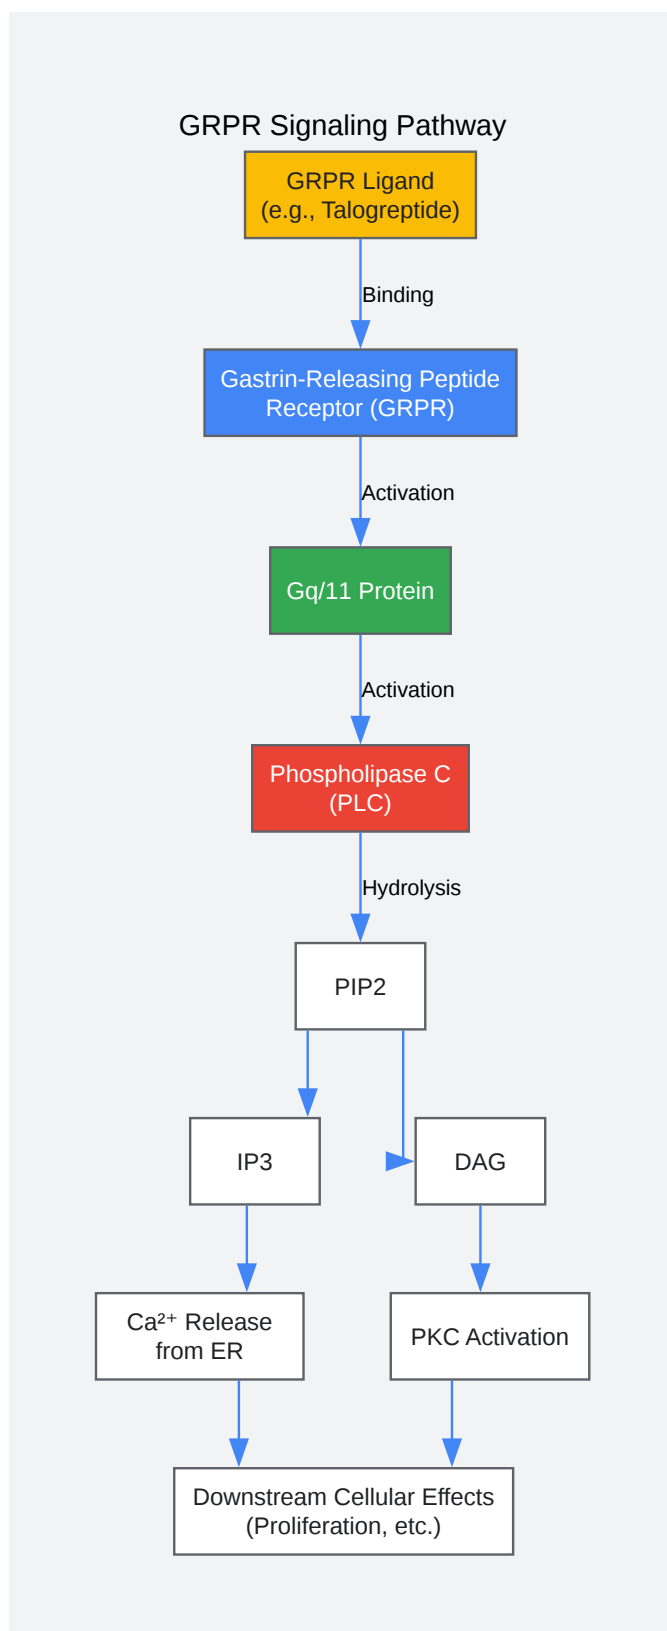 GRPR Signaling Pathway
GRPR Ligand
(e.g., Talogreptide)
Binding
Gastrin-Releasing Peptide
Receptor (GRPR)
Activation
Gq/11 Protein
Activation
Phospholipase C
(PLC)
Hydrolysis
PIP2
IP3
DAG
Ca²⁺ Release
from ER
PKC Activation
Downstream Cellular Effects
(Proliferation, etc.)